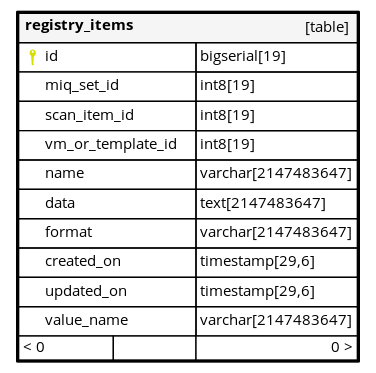 registry_items [table]
id bigserial[19]
miq_set_id int8[19]
scan_item_id int8[19]
vm_or_template_id int8[19]
name varchar[2147483647]
data text[2147483647]
format varchar[2147483647]
created_on timestamp[29,6]
updated_on timestamp[29,6]
value_name varchar[2147483647]
< 0 0 >